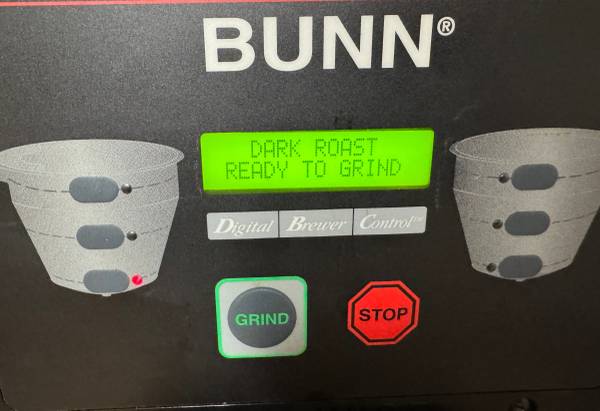 BUNN®
DARK ROAST
READY TO GRIND
Digital Brewer Control™
GRIND
STOP